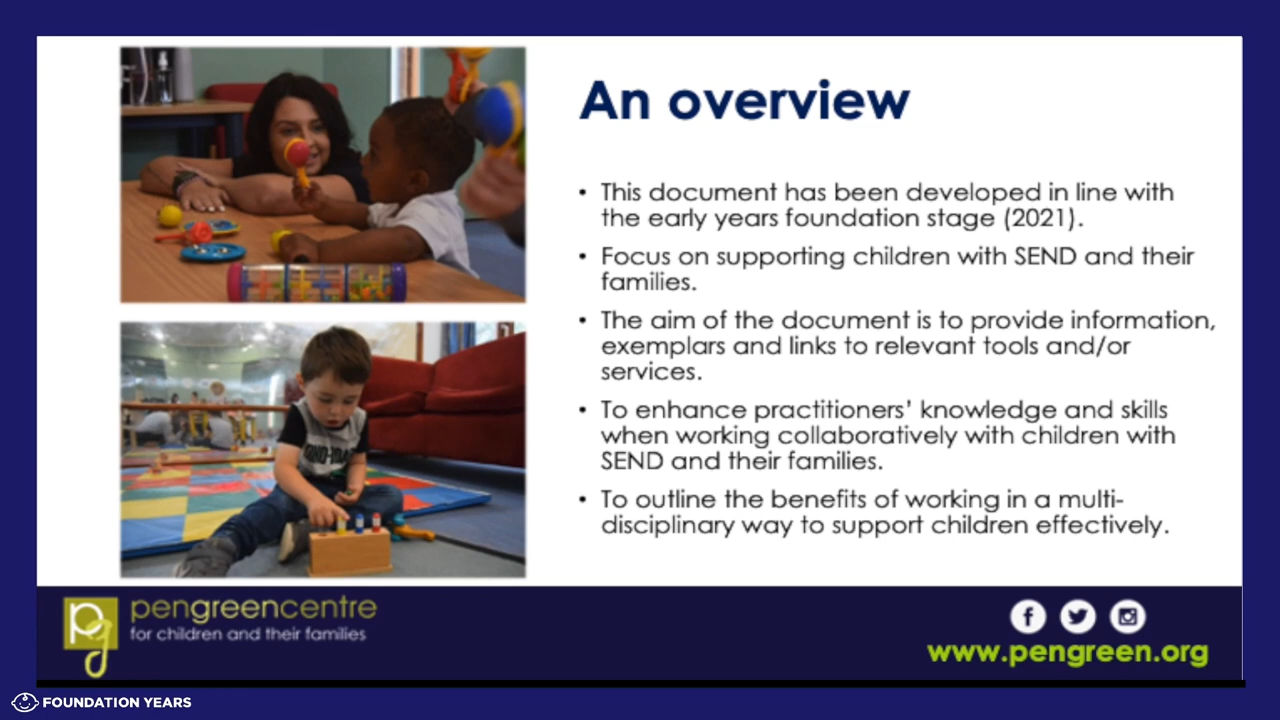 An overview
• This document has been developed in line with
the early years foundation stage (2021).
• Focus on supporting children with SEND and their
families.
• The aim of the document is to provide information,
exemplars and links to relevant tools and/or
services.
• To enhance practitioners’ knowledge and skills
when working collaboratively with children with
SEND and their families.
• To outline the benefits of working in a multi-
disciplinary way to support children effectively.
pg
pengreencentre
for children and their families
www.pengreen.org
FOUNDATION YEARS